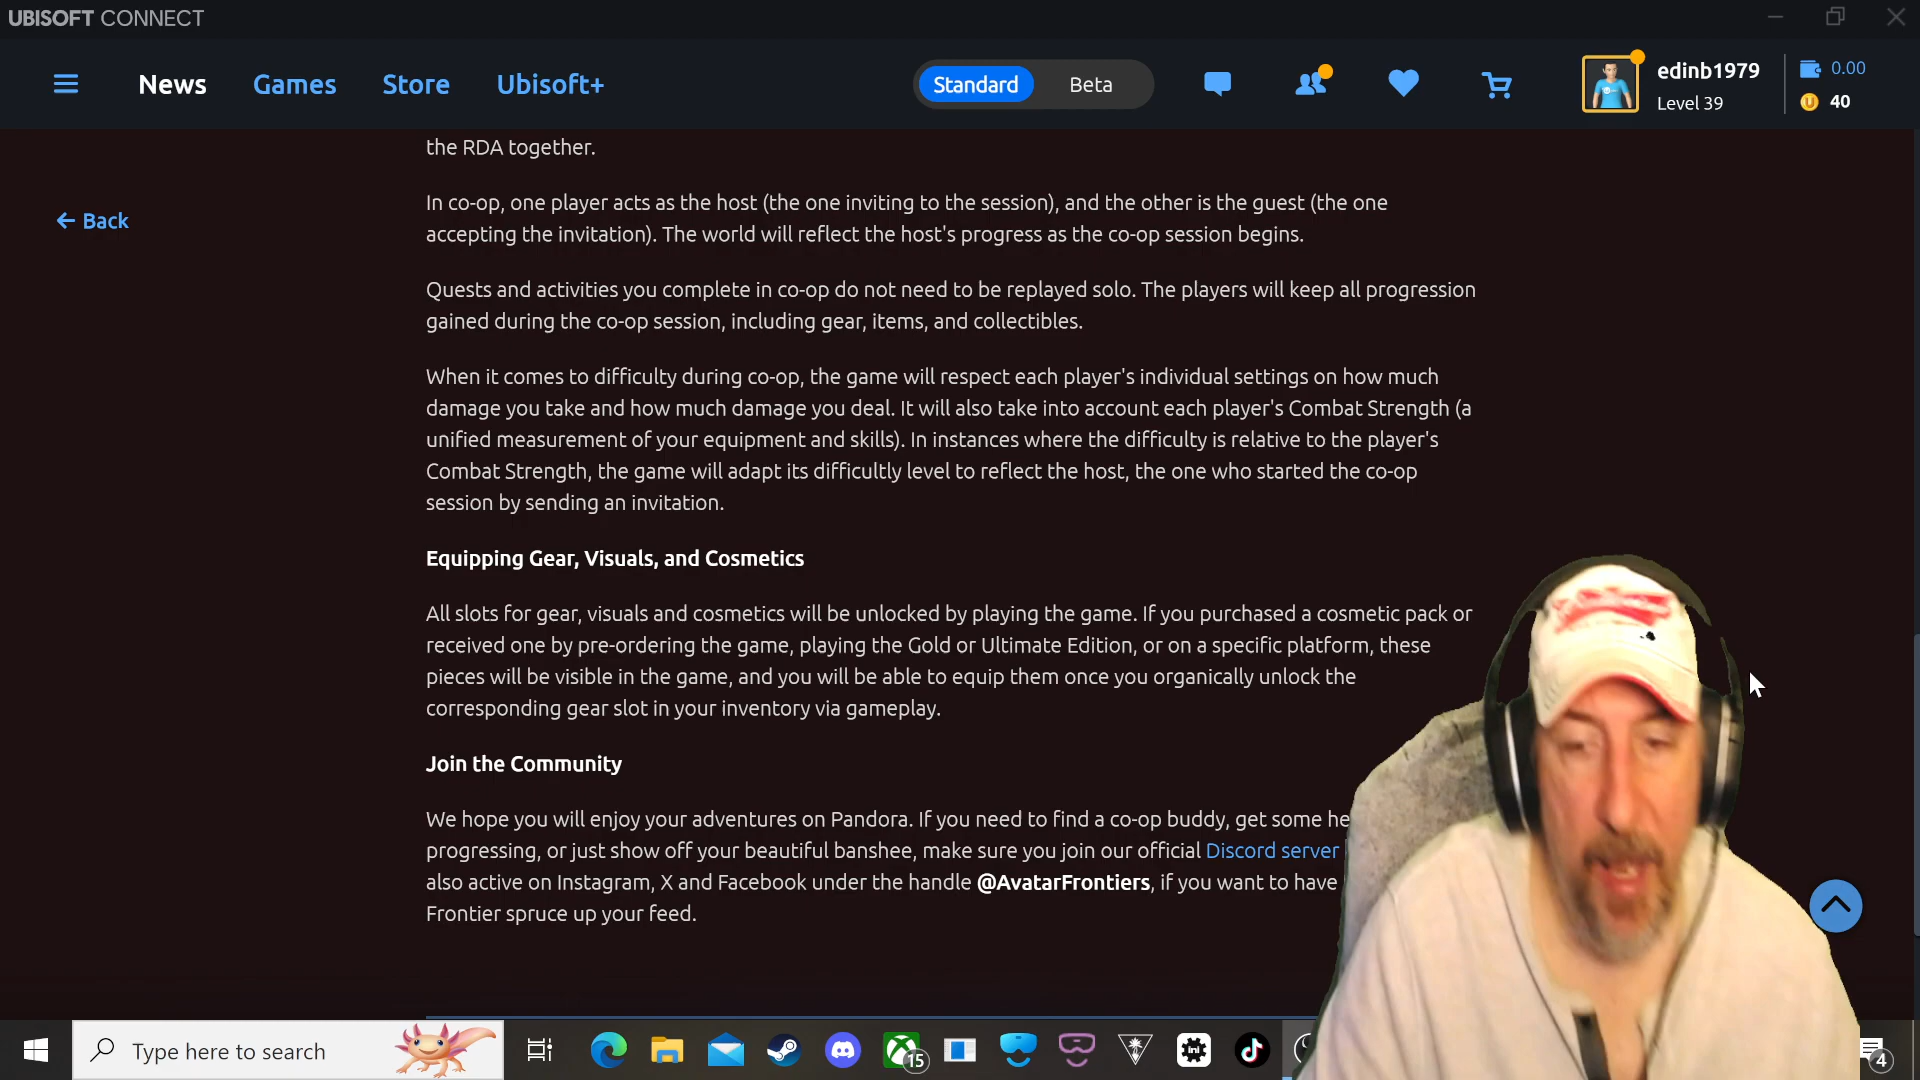 UBISOFT CONNECT
News
Games
Store
Ubisoft+
Standard
Beta
edinb1979
Level 39
0.00
40
Back
the RDA together.
In co-op, one player acts as the host (the one inviting to the session), and the other is the guest (the one
accepting the invitation). The world will reflect the host's progress as the co-op session begins.
Quests and activities you complete in co-op do not need to be replayed solo. The players will keep all progression
gained during the co-op session, including gear, items, and collectibles.
When it comes to difficulty during co-op, the game will respect each player's individual settings on how much
damage you take and how much damage you deal. It will also take into account each player's Combat Strength (a
unified measurement of your equipment and skills). In instances where the difficulty is relative to the player's
Combat Strength, the game will adapt its difficultly level to reflect the host, the one who started the co-op
session by sending an invitation.
Equipping Gear, Visuals, and Cosmetics
All slots for gear, visuals and cosmetics will be unlocked by playing the game. If you purchased a cosmetic pack or
received one by pre-ordering the game, playing the Gold or Ultimate Edition, or on a specific platform, these
pieces will be visible in the game, and you will be able to equip them once you organically unlock the
corresponding gear slot in your inventory via gameplay.
Join the Community
We hope you will enjoy your adventures on Pandora. If you need to find a co-op buddy, get some he
progressing, or just show off your beautiful banshee, make sure you join our official Discord server
also active on Instagram, X and Facebook under the handle @AvatarFrontiers, if you want to have
Frontier spruce up your feed.
Type here to search
15
4